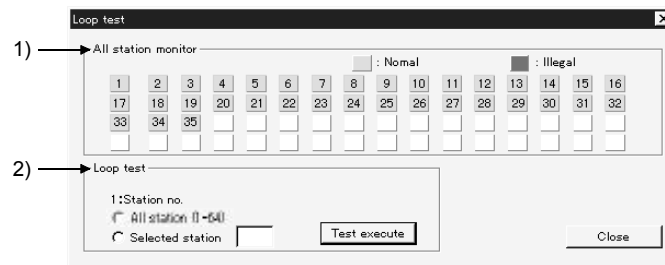 Loop test
1)
All station monitor
: Nomal : Illegal
1 2 3 4 5 6 7 8 9 10 11 12 13 14 15 16
17 18 19 20 21 22 23 24 25 26 27 28 29 30 31 32
33 34 35
2)
Loop test
1:Station no.
All station (1-64)
Selected station
Test execute
Close